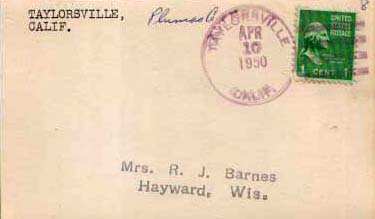 TAYLORSVILLE,
CALIF.
Plumas Co
TAYLORSVILLE
APR
10
1950
CALIF.
UNITED
STATES
POSTAGE
1 CENT 1
Mrs. R. J. Barnes
Hayward, Wis.